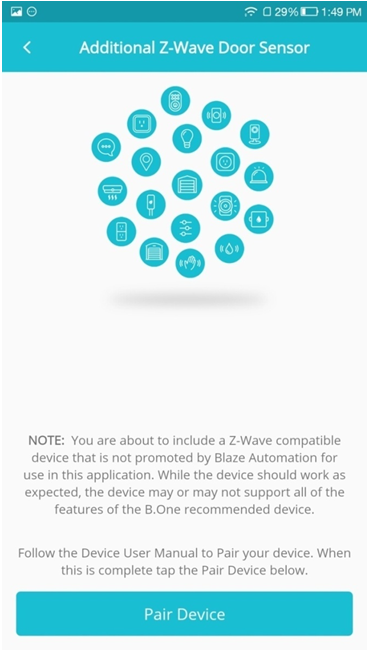 29% 1:49 PM
Additional Z-Wave Door Sensor
NOTE: You are about to include a Z-Wave compatible
device that is not promoted by Blaze Automation for
use in this application. While the device should work as
expected, the device may or may not support all of the
features of the B.One recommended device.
Follow the Device User Manual to Pair your device. When
this is complete tap the Pair Device below.
Pair Device